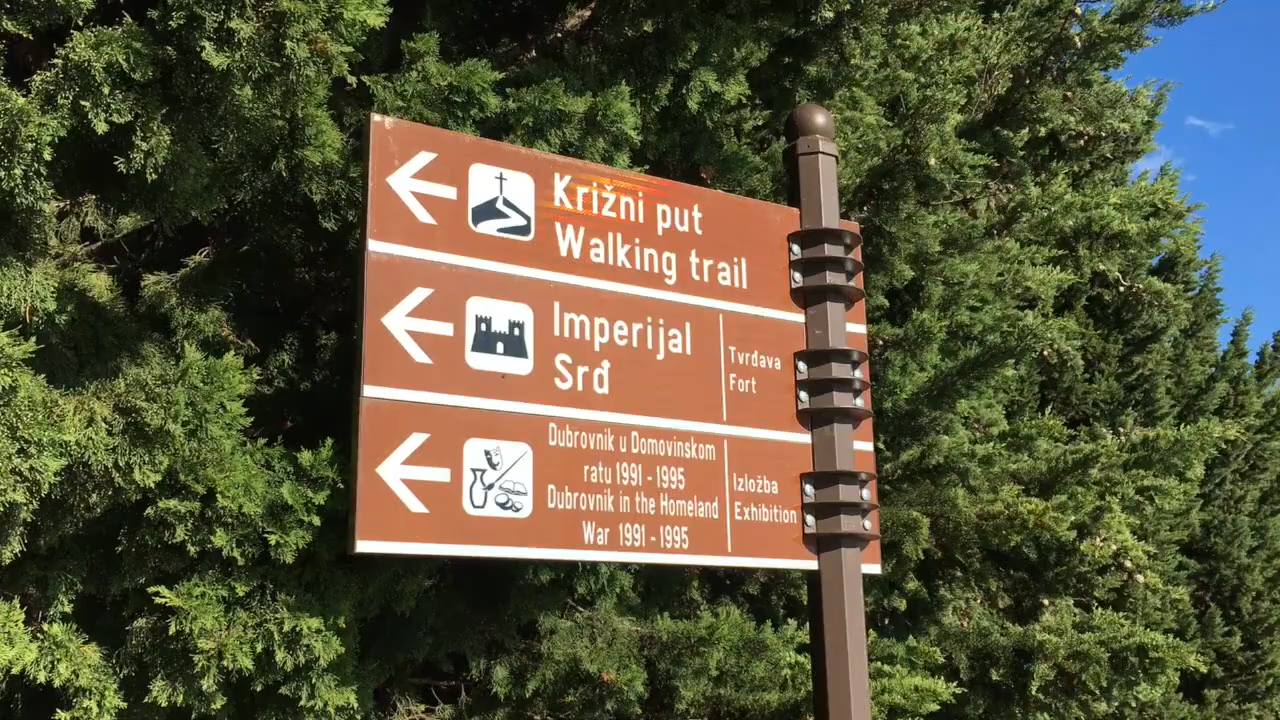 Križni put
Walking trail
Imperijal
Srđ
Tvrđava
Fort
Dubrovnik u Domovinskom
ratu 1991 - 1995
Dubrovnik in the Homeland
War 1991 - 1995
Izložba
Exhibition